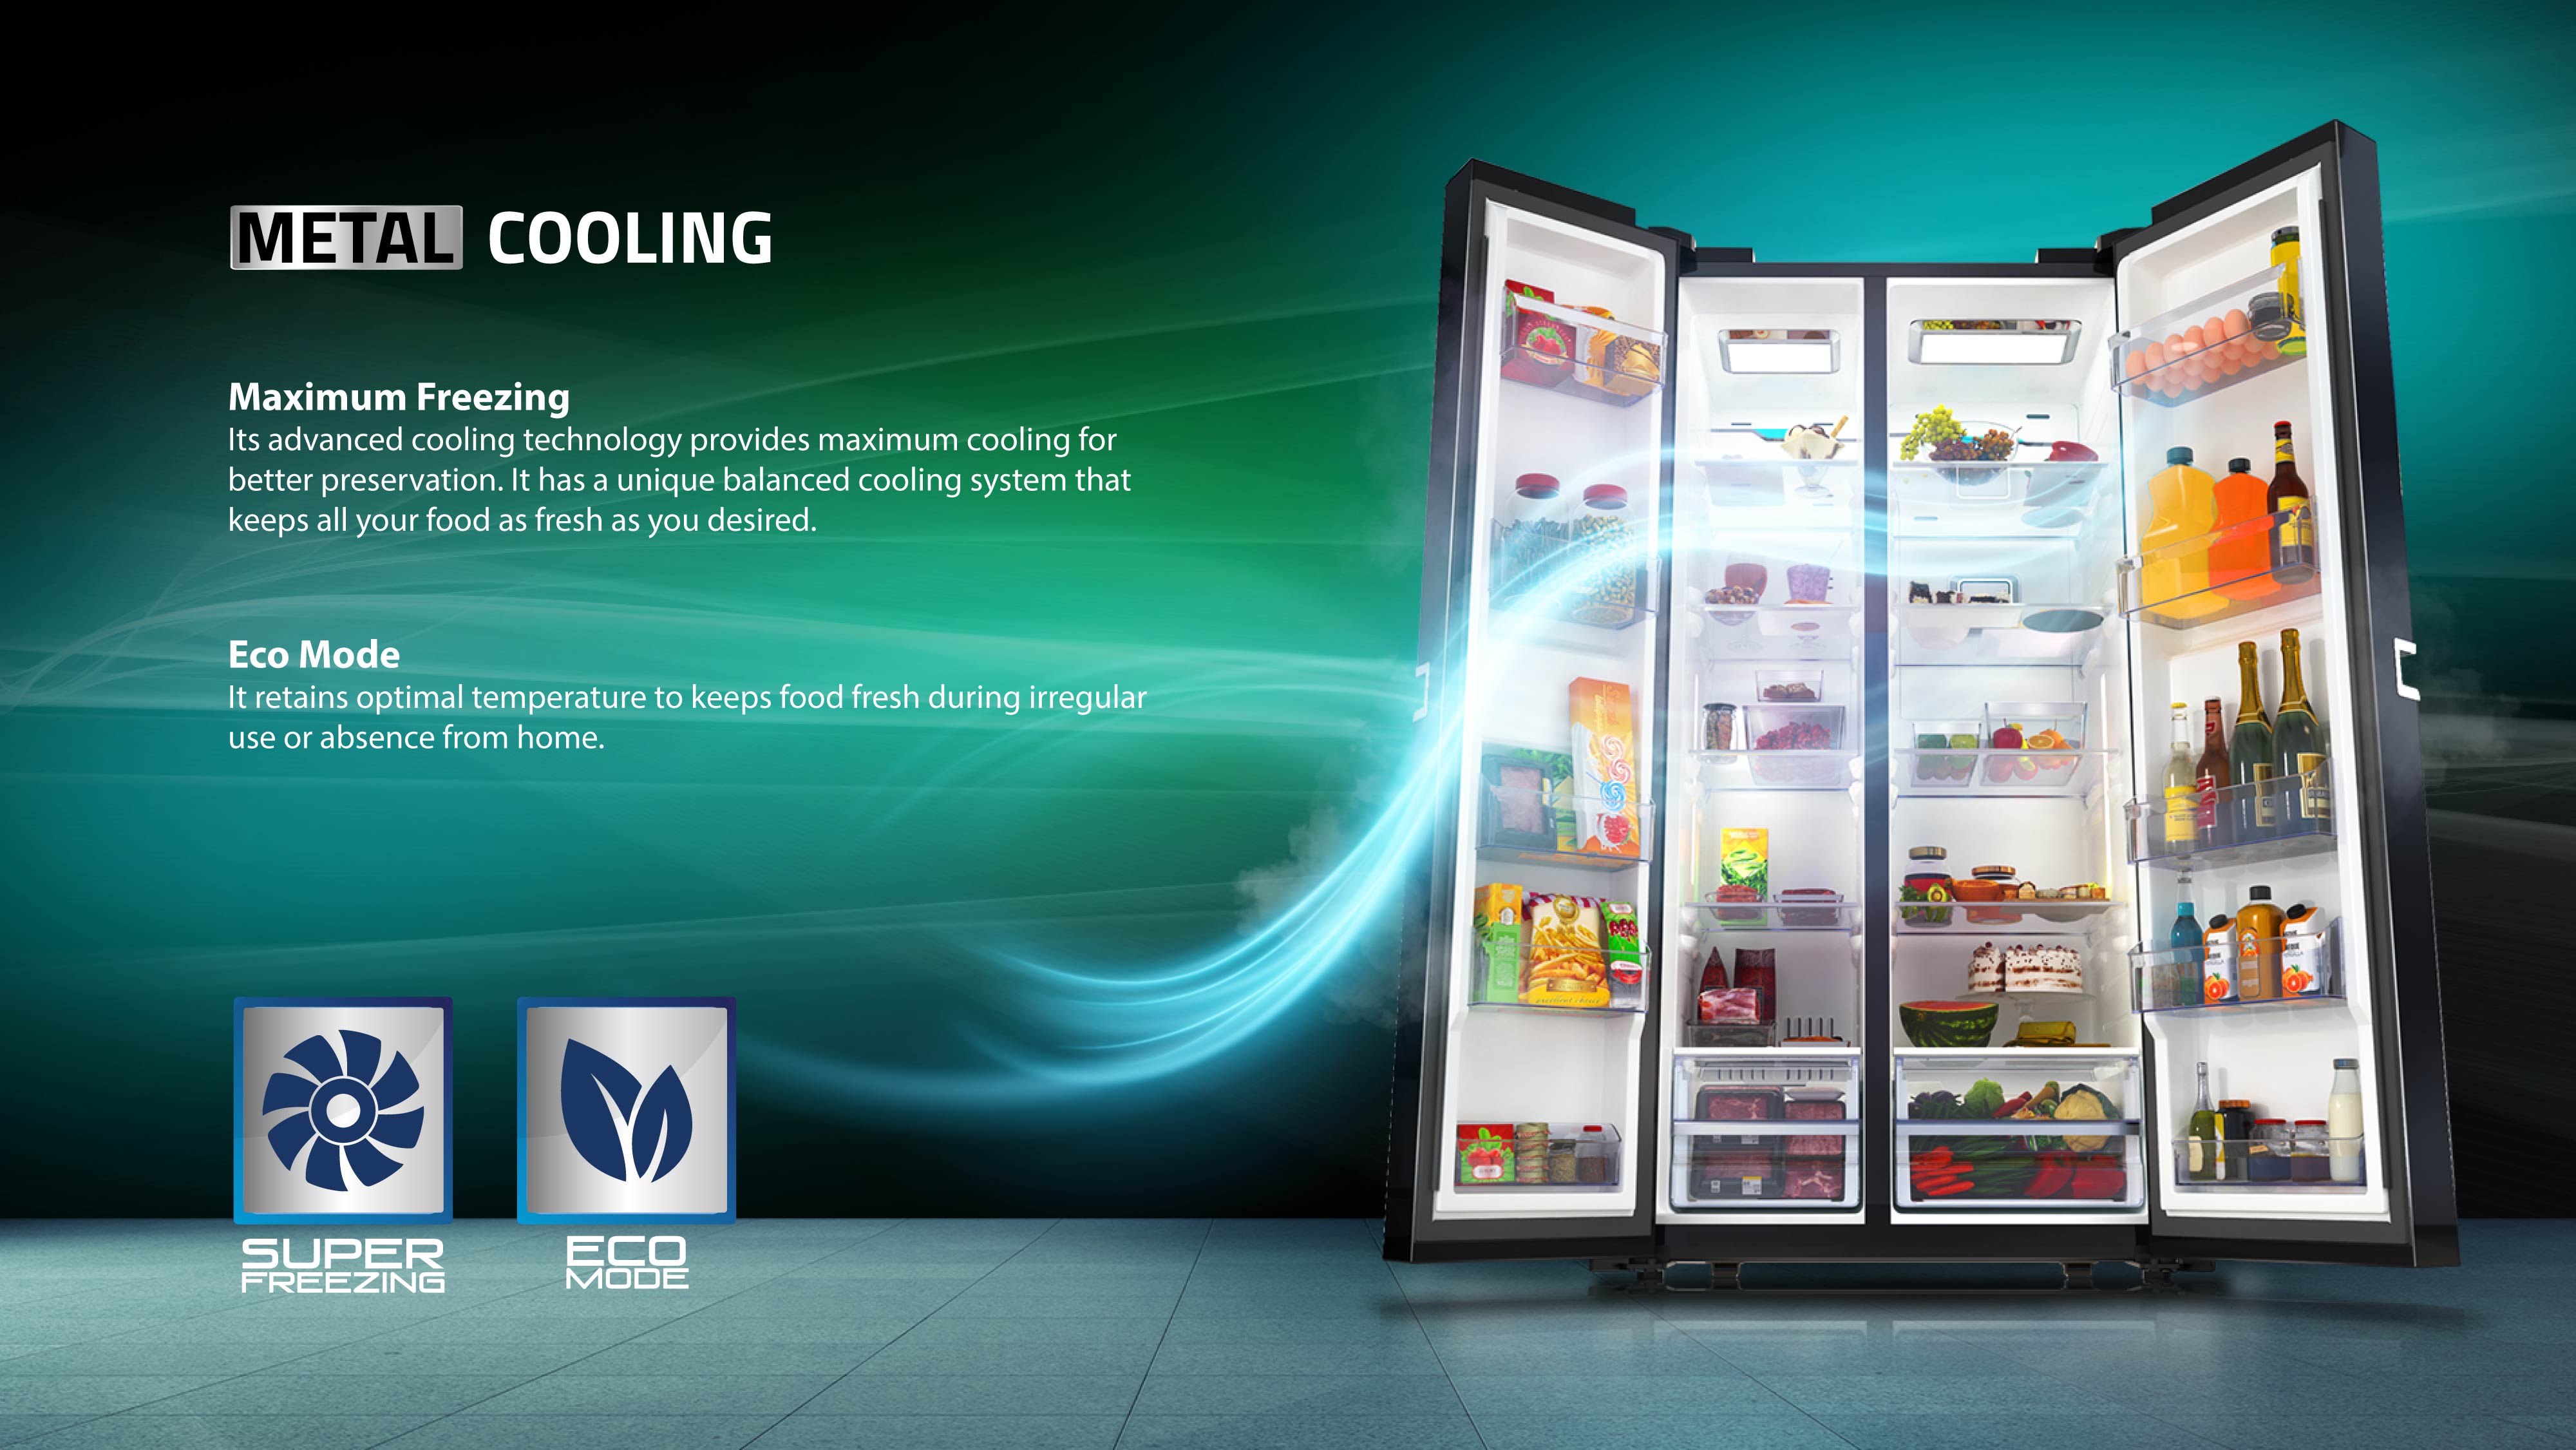 METAL COOLING
Maximum Freezing
Its advanced cooling technology provides maximum cooling for
better preservation. It has a unique balanced cooling system that
keeps all your food as fresh as you desired.
Eco Mode
It retains optimal temperature to keeps food fresh during irregular
use or absence from home.
SUPER
FREEZING
ECO
MODE